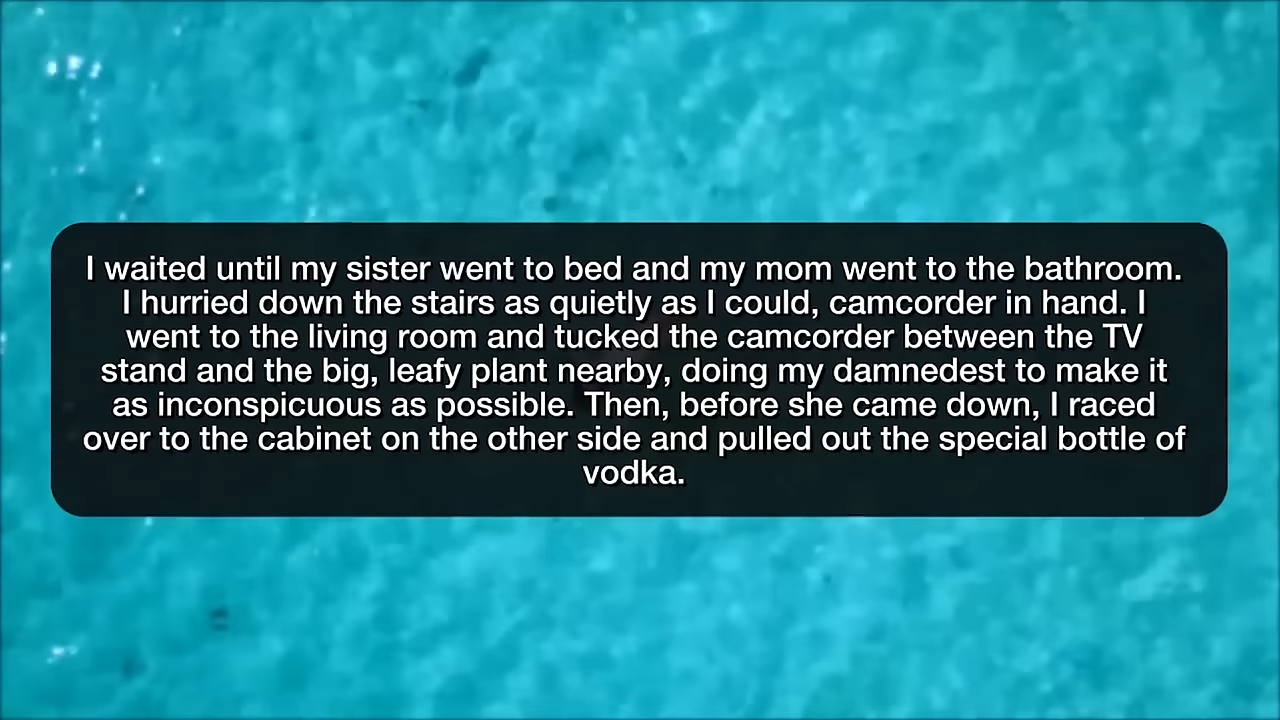 I waited until my sister went to bed and my mom went to the bathroom.
I hurried down the stairs as quietly as I could, camcorder in hand. I
went to the living room and tucked the camcorder between the TV
stand and the big, leafy plant nearby, doing my damnedest to make it
as inconspicuous as possible. Then, before she came down, I raced
over to the cabinet on the other side and pulled out the special bottle of
vodka.